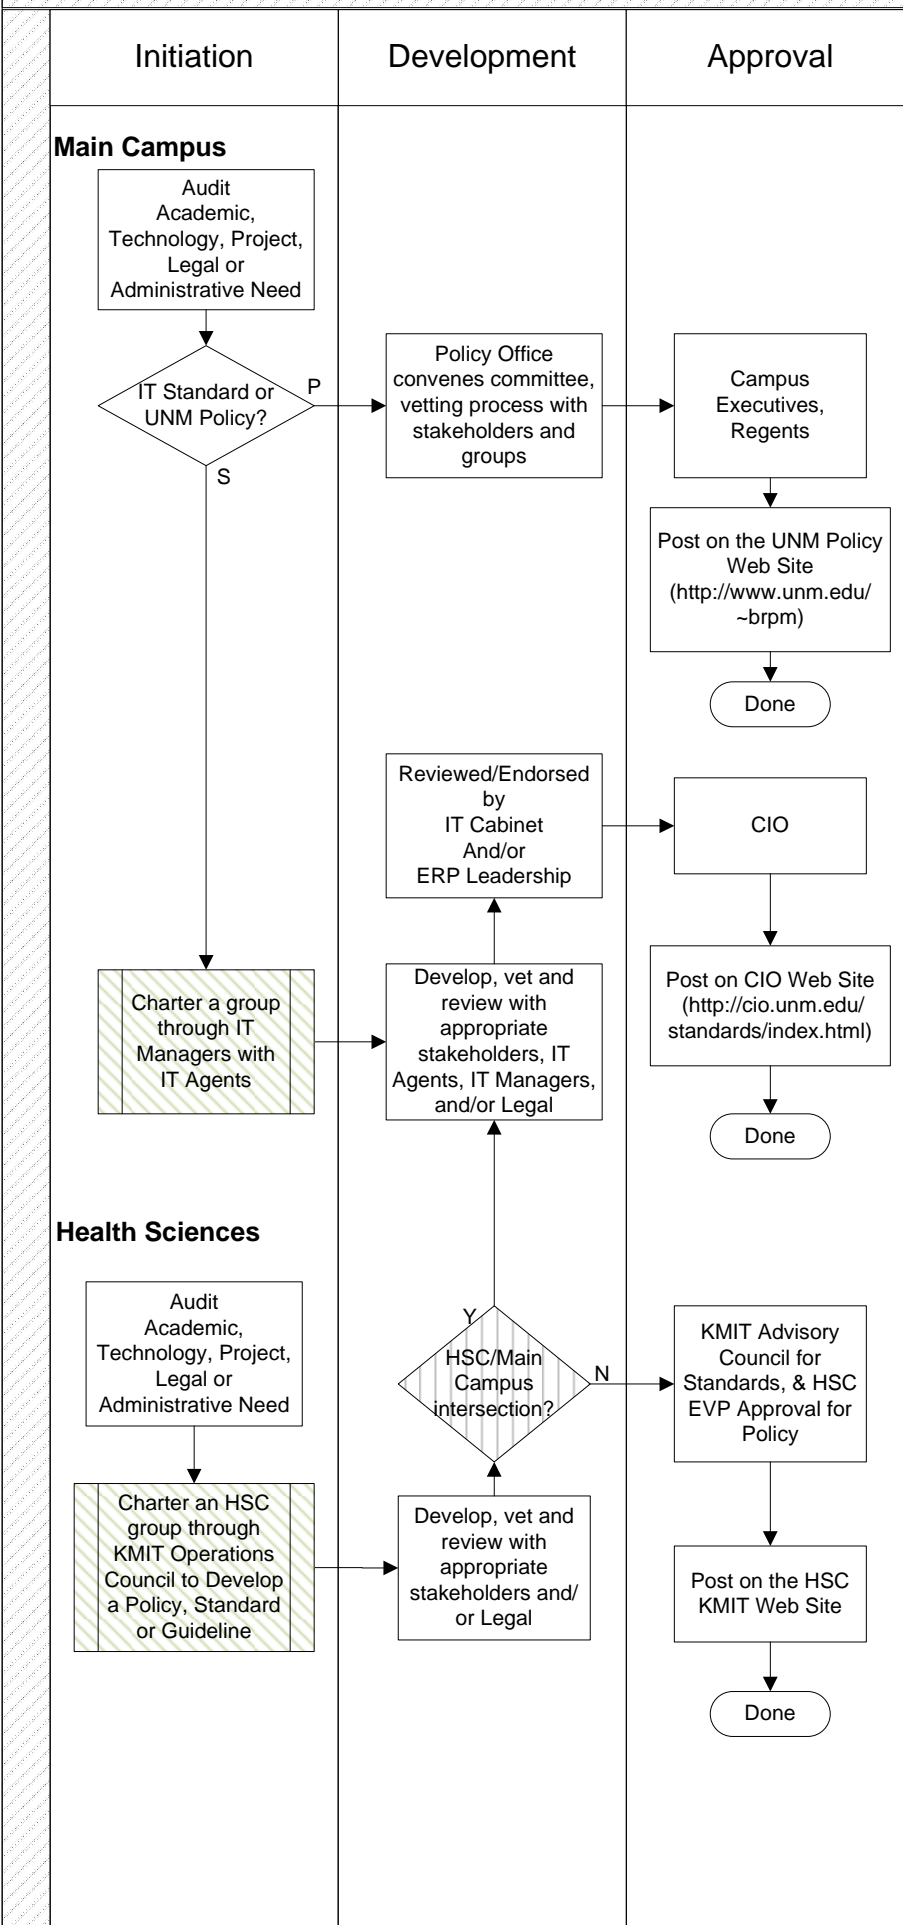 Initiation
Development
Approval
Main Campus
Audit
Academic,
Technology, Project,
Legal or
Administrative Need
IT Standard or
UNM Policy?
P
S
Policy Office
convenes committee,
vetting process with
stakeholders and
groups
Campus
Executives,
Regents
Post on the UNM Policy
Web Site
(http://www.unm.edu/
~brpm)
Done
Reviewed/Endorsed
by
IT Cabinet
And/or
ERP Leadership
CIO
Charter a group
through IT
Managers with
IT Agents
Develop, vet and
review with
appropriate
stakeholders, IT
Agents, IT Managers,
and/or Legal
Post on CIO Web Site
(http://cio.unm.edu/
standards/index.html)
Done
Health Sciences
Audit
Academic,
Technology, Project,
Legal or
Administrative Need
Y
HSC/Main
Campus
intersection?
N
KMIT Advisory
Council for
Standards, & HSC
EVP Approval for
Policy
Charter an HSC
group through
KMIT Operations
Council to Develop
a Policy, Standard
or Guideline
Develop, vet and
review with
appropriate
stakeholders and/
or Legal
Post on the HSC
KMIT Web Site
Done